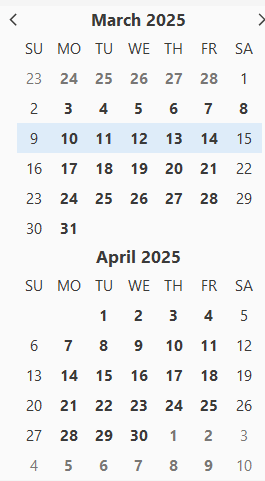 March 2025
SU MO TU WE TH FR SA
23 24 25 26 27 28 1
2 3 4 5 6 7 8
9 10 11 12 13 14 15
16 17 18 19 20 21 22
23 24 25 26 27 28 29
30 31
April 2025
SU MO TU WE TH FR SA
1 2 3 4 5
6 7 8 9 10 11 12
13 14 15 16 17 18 19
20 21 22 23 24 25 26
27 28 29 30 1 2 3
4 5 6 7 8 9 10